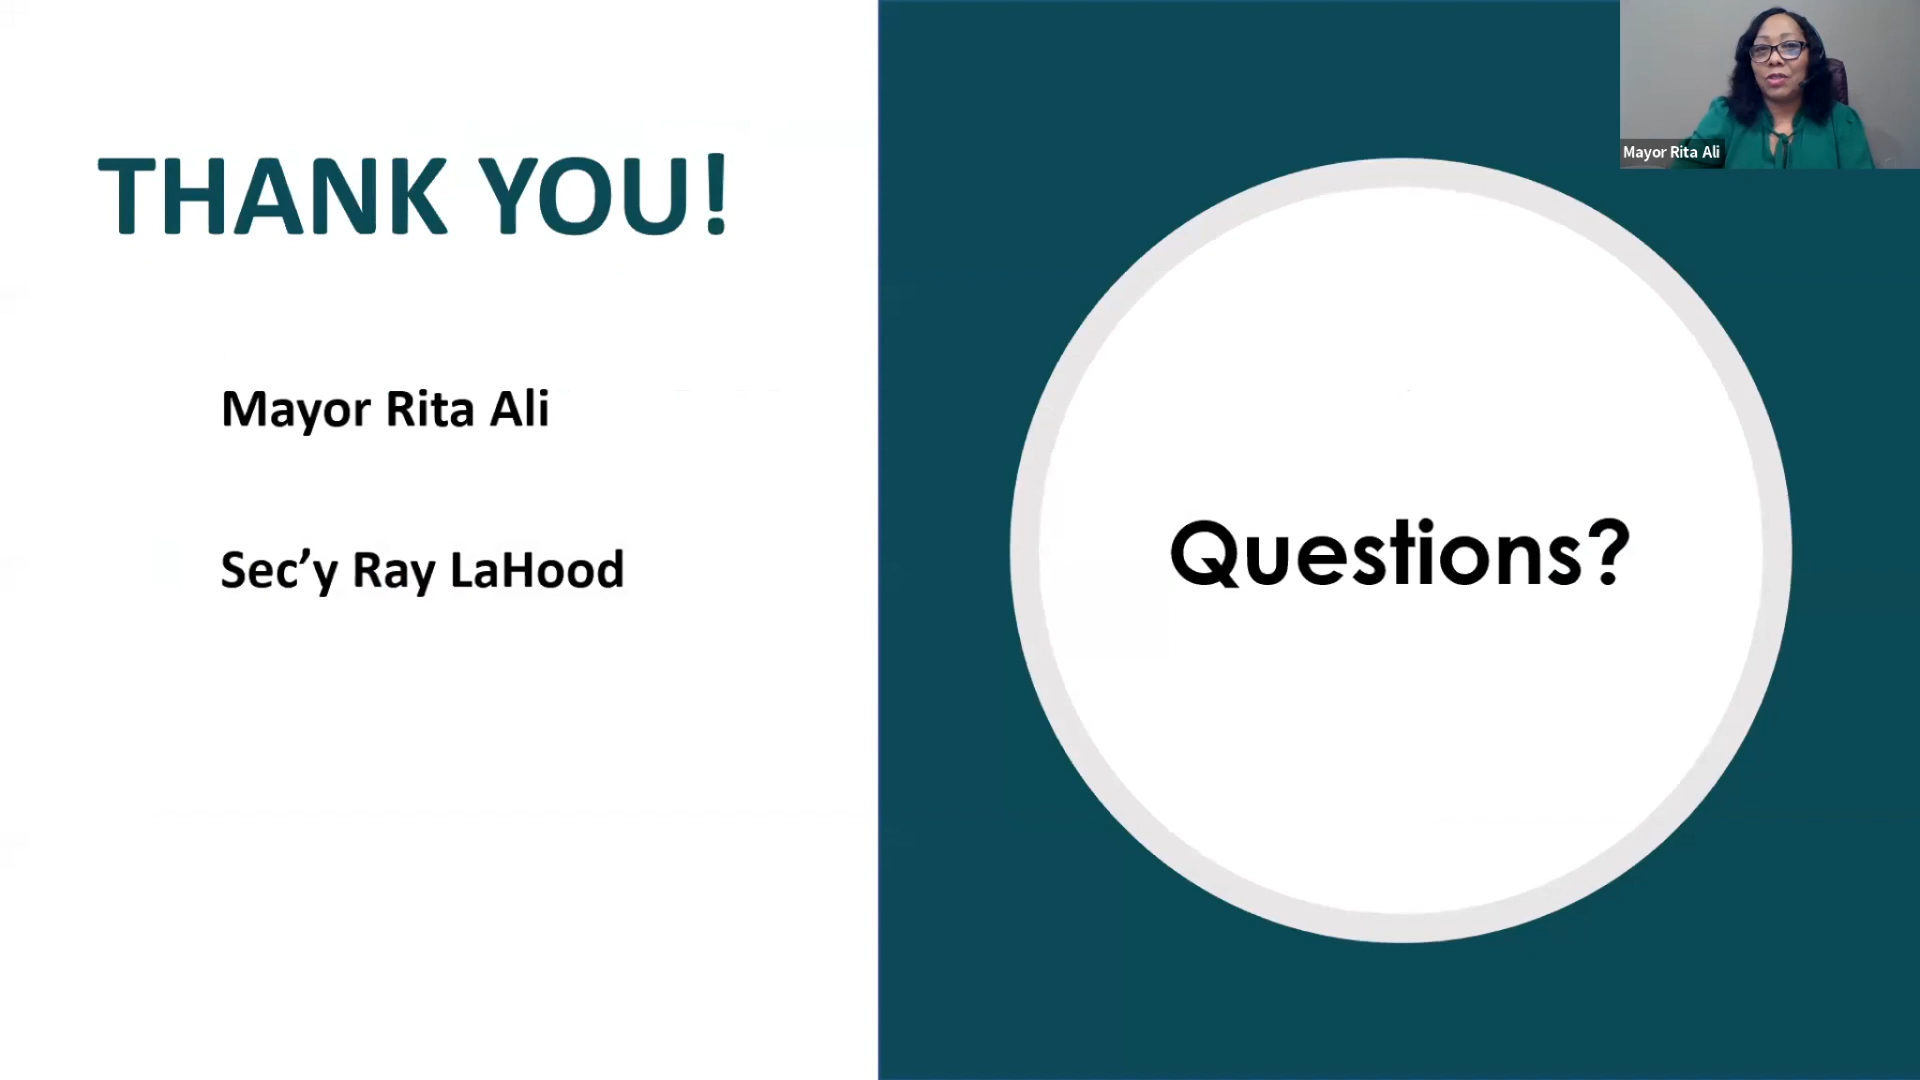 THANK YOU!
Mayor Rita Ali
Sec’y Ray LaHood
Questions?
Mayor Rita Ali